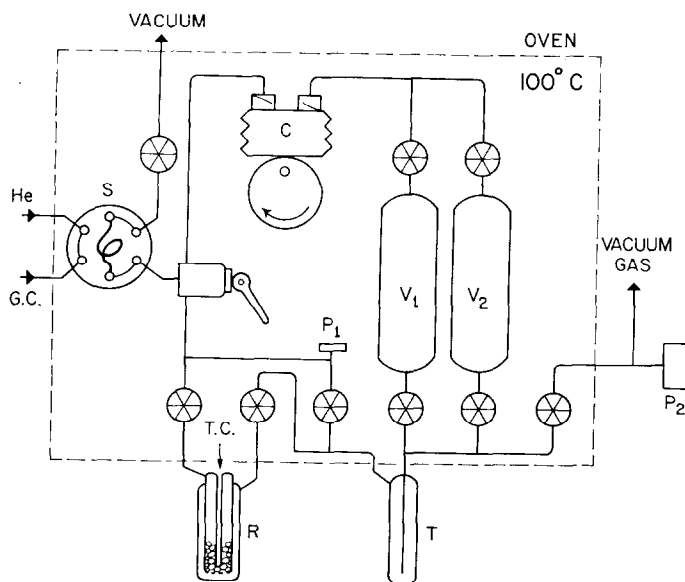 VACUUM
OVEN
100° C
C
S
He
G.C.
VACUUM
GAS
V1
V2
P1
P2
T.C.
R
T